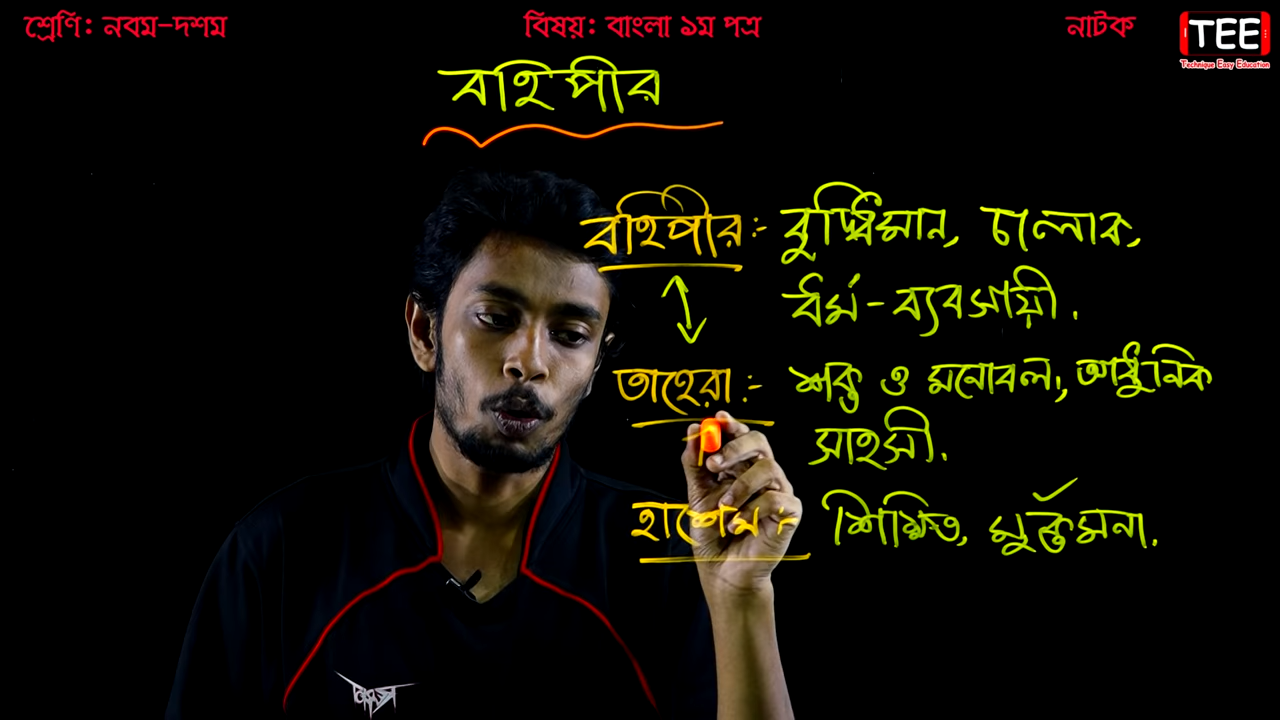 শ্রেণি: নবম-দশম
বিষয়: বাংলা ১ম পত্র
নাটক
TEE
Technique Easy Education
বহিপীর
বহিপীর :- বুদ্ধিমান, চালাক,
ধর্ম - ব্যবসায়ী.
তাহেরা :- শক্ত ও মনোবল, আধুনিক
সাহসী.
হাশেম :- শিক্ষিত, মুক্তমনা.